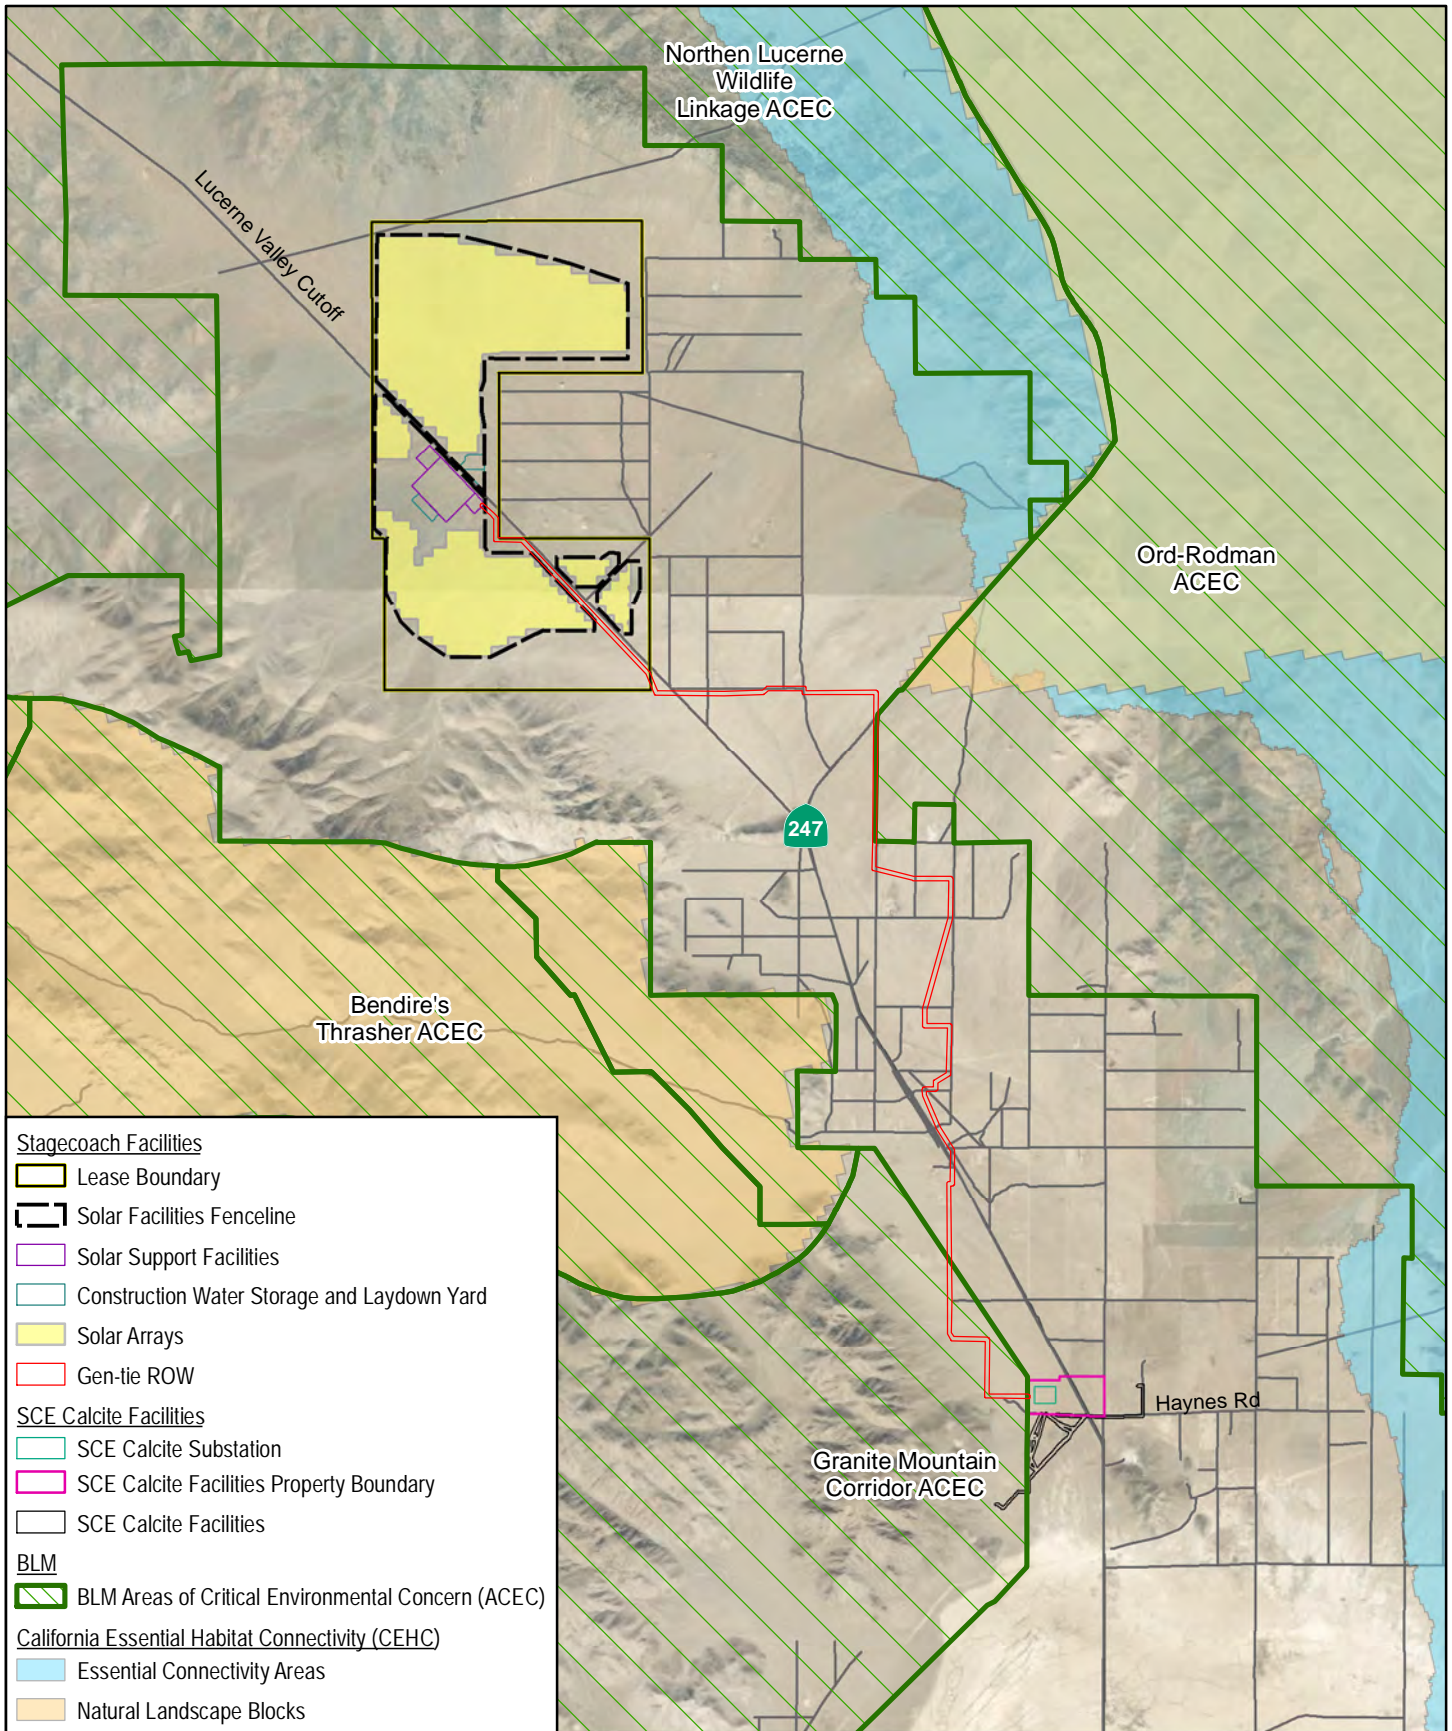 Northen Lucerne
Wildlife
Linkage ACEC
Lucerne Valley Cutoff
Ord-Rodman
ACEC
247
Bendire's
Thrasher ACEC
Haynes Rd
Granite Mountain
Corridor ACEC
Stagecoach Facilities
Lease Boundary
Solar Facilities Fenceline
Solar Support Facilities
Construction Water Storage and Laydown Yard
Solar Arrays
Gen-tie ROW
SCE Calcite Facilities
SCE Calcite Substation
SCE Calcite Facilities Property Boundary
SCE Calcite Facilities
BLM
BLM Areas of Critical Environmental Concern (ACEC)
California Essential Habitat Connectivity (CEHC)
Essential Connectivity Areas
Natural Landscape Blocks